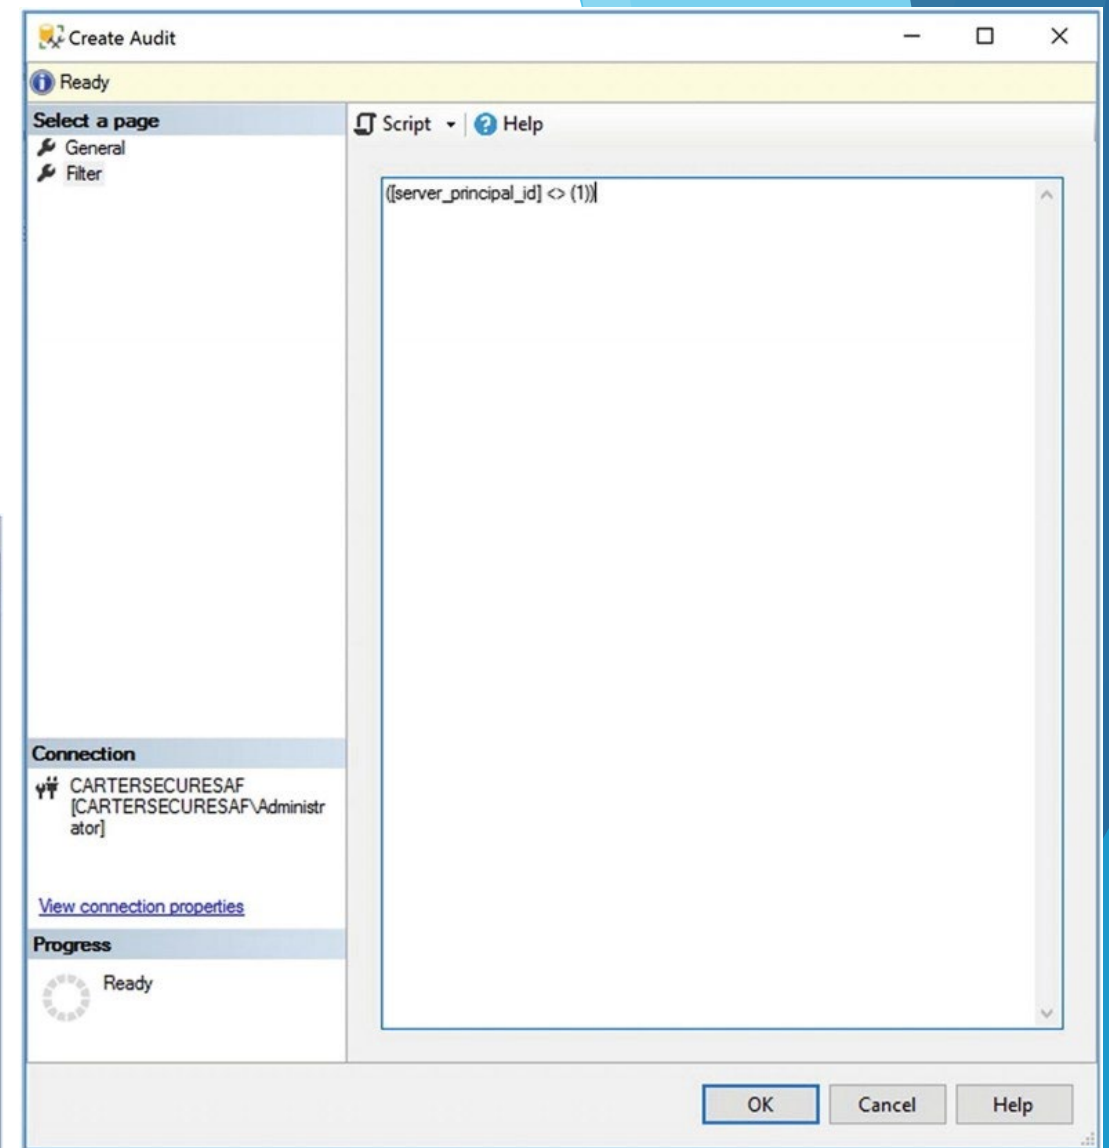 Create Audit
Ready
Select a page
General
Filter
Script
Help
([server_principal_id] <> (1))
Connection
CARTERSECURESAF
[CARTERSECURESAF\Administr
ator]
View connection properties
Progress
Ready
OK
Cancel
Help